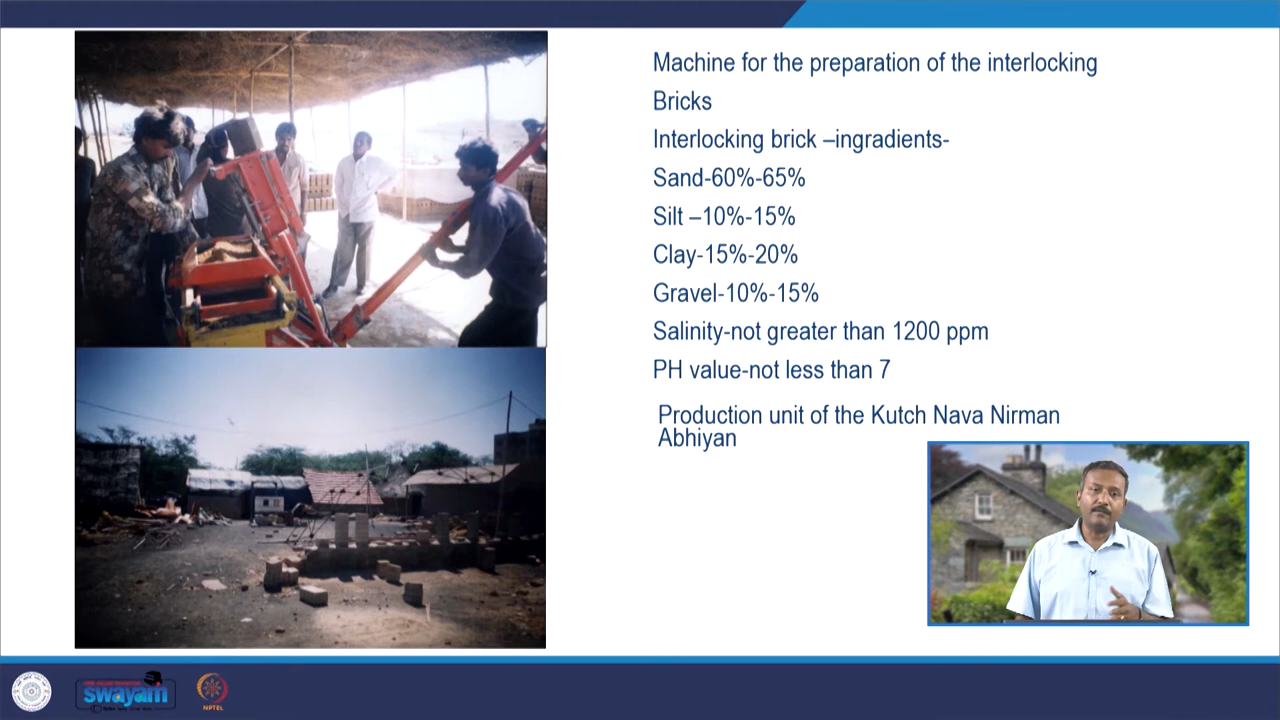 Machine for the preparation of the interlocking
Bricks
Interlocking brick –ingradients-
Sand-60%-65%
Silt –10%-15%
Clay-15%-20%
Gravel-10%-15%
Salinity-not greater than 1200 ppm
PH value-not less than 7
Production unit of the Kutch Nava Nirman
Abhiyan
swayam
NPTEL